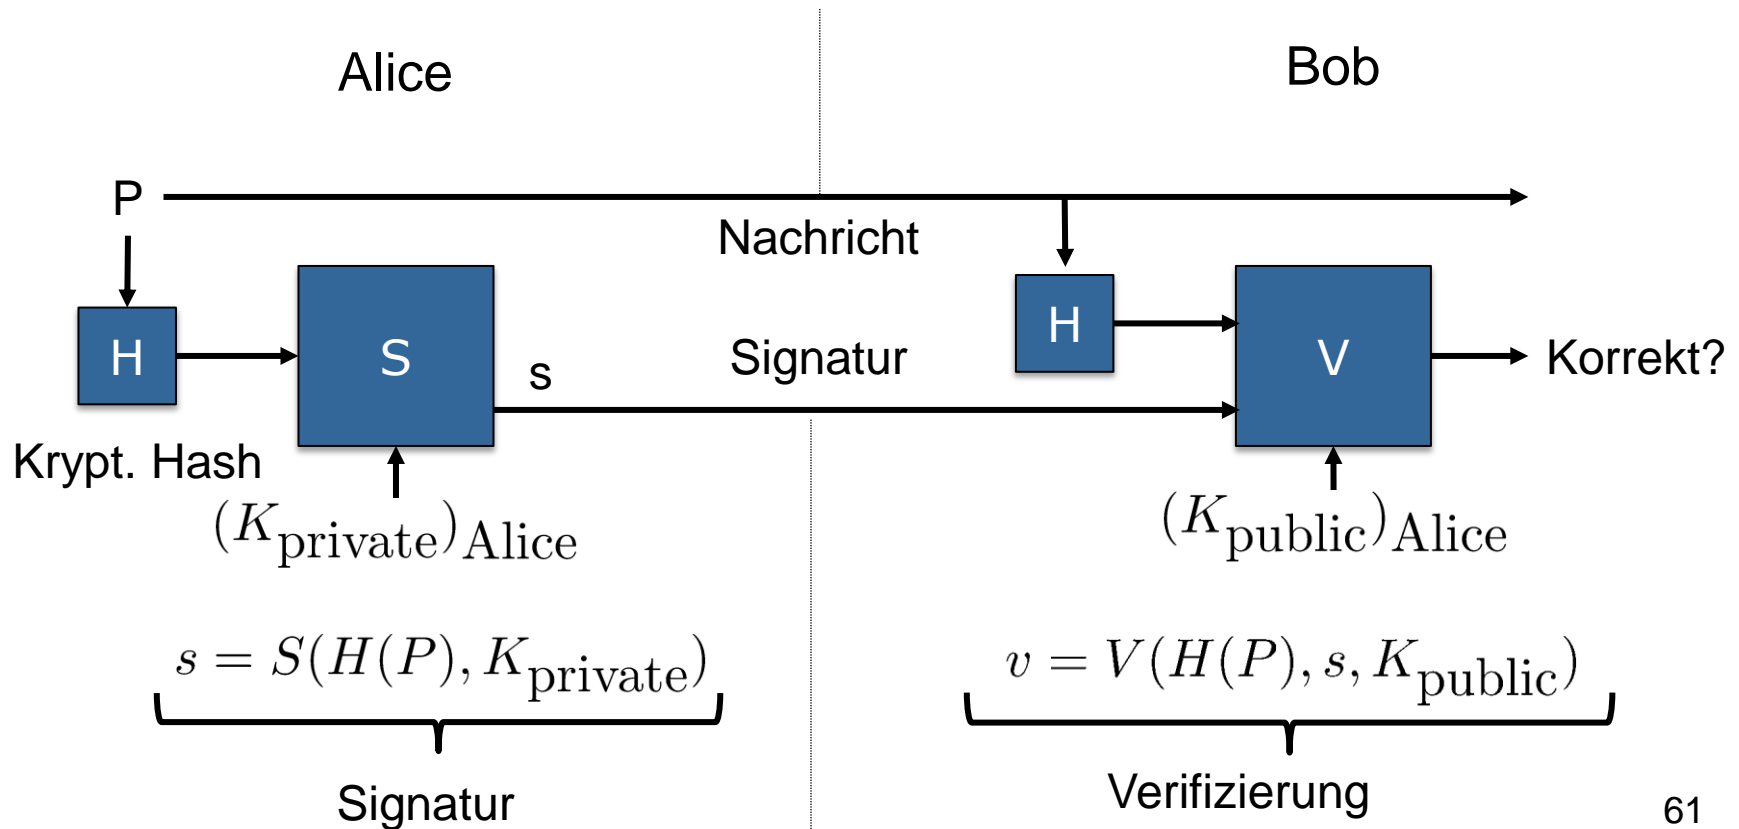 Alice
Bob
P
Nachricht
H
S
s
Signatur
H
V
Korrekt?
Krypt. Hash
(K_private)_Alice
(K_public)_Alice
s = S(H(P), K_private)
v = V(H(P), s, K_public)
Signatur
Verifizierung
61